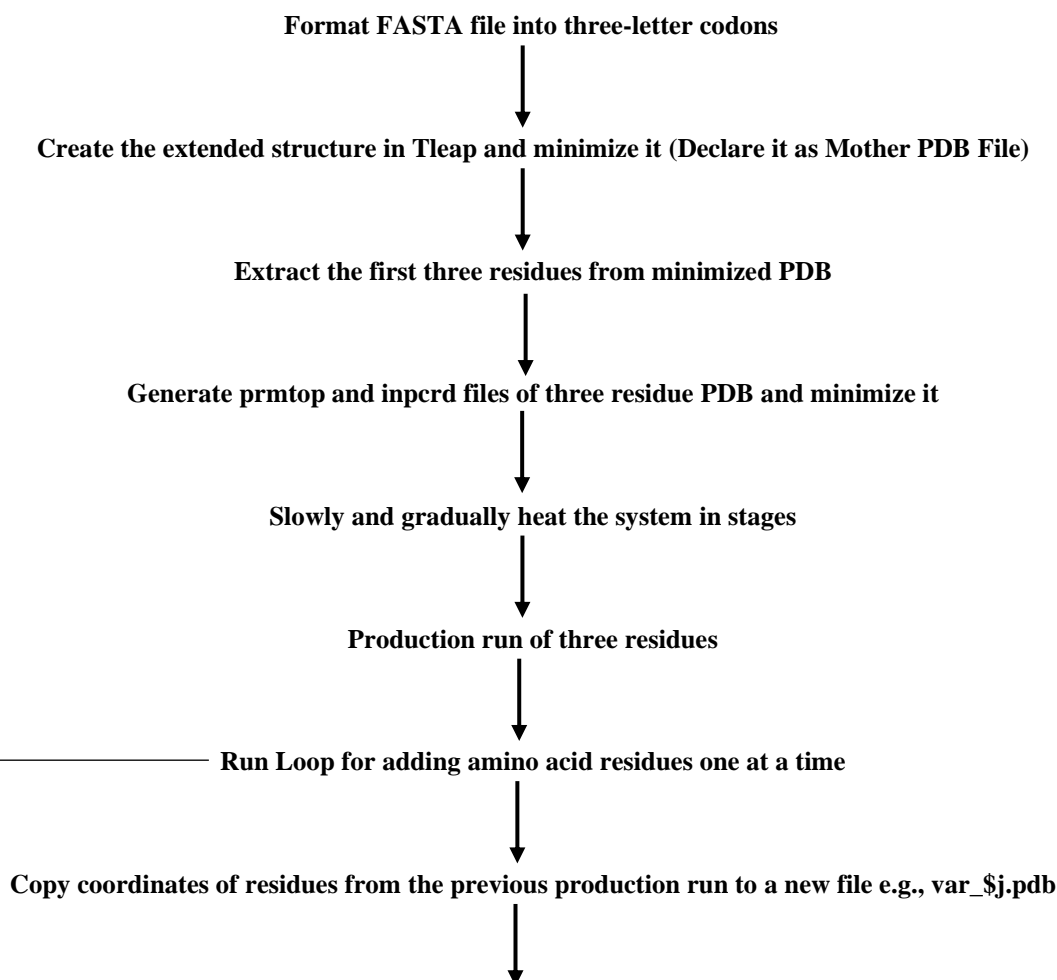 Format FASTA file into three-letter codons
Create the extended structure in Tleap and minimize it (Declare it as Mother PDB File)
Extract the first three residues from minimized PDB
Generate prmtop and inpcrd files of three residue PDB and minimize it
Slowly and gradually heat the system in stages
Production run of three residues
Run Loop for adding amino acid residues one at a time
Copy coordinates of residues from the previous production run to a new file e.g., var_$j.pdb